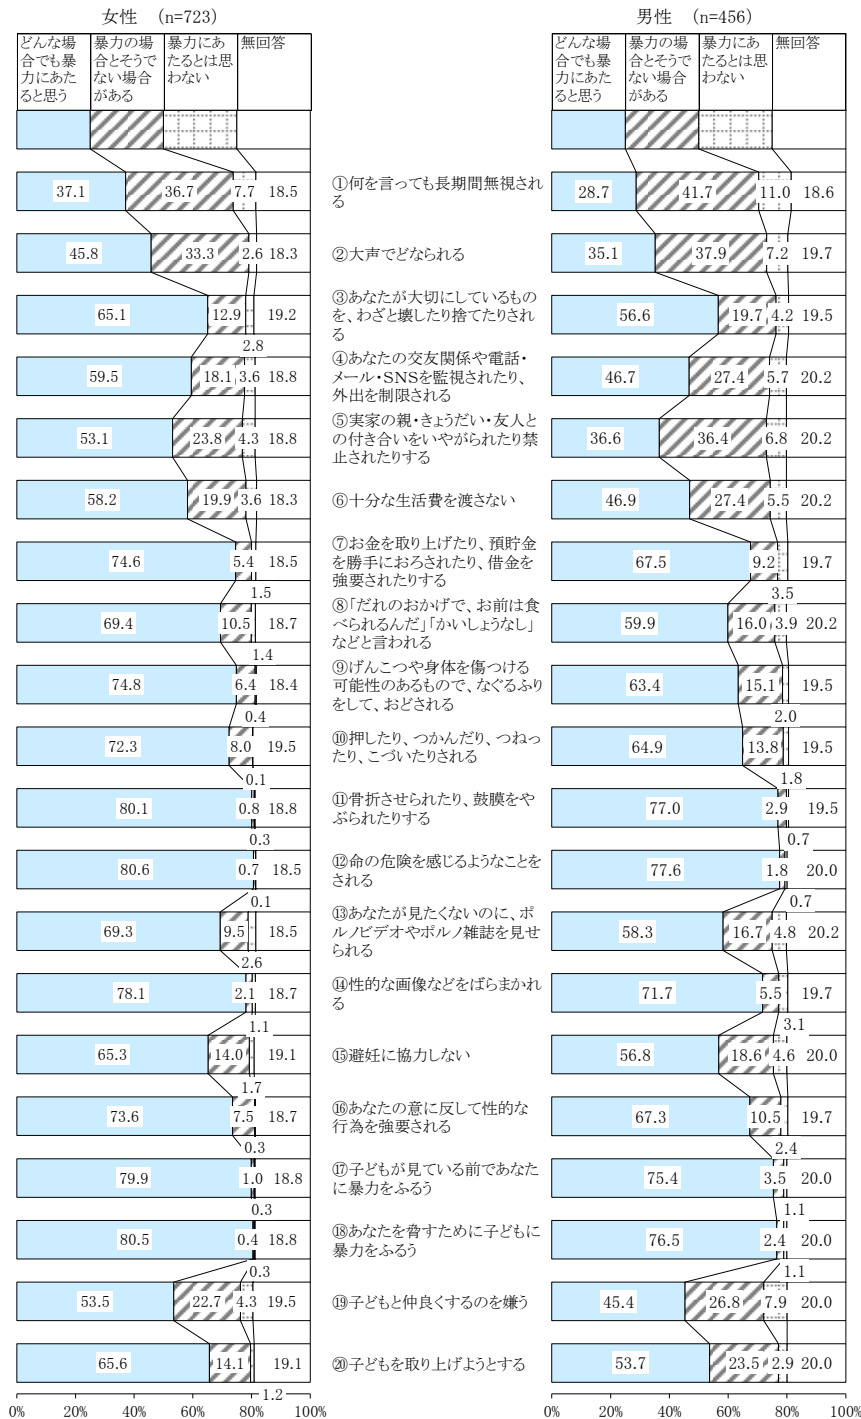 女性　（n=723）
男性　（n=456）
どんな場
合でも暴
力にあた
ると思う
暴力の場
合とそうで
ない場合
がある
暴力にあ
たるとは思
わない
無回答
どんな場
合でも暴
力にあた
ると思う
暴力の場
合とそうで
ない場合
がある
暴力にあ
たるとは思
わない
無回答
37.1 36.7 7.7 18.5
①何を言っても長期間無視され
る
28.7 41.7 11.0 18.6
45.8 33.3 2.6 18.3
②大声でどなられる
35.1 37.9 7.2 19.7
65.1 12.9 2.8 19.2
③あなたが大切にしているもの
を、わざと壊したり捨てたりされ
る
56.6 19.7 4.2 19.5
59.5 18.1 3.6 18.8
④あなたの交友関係や電話・
メール・SNSを監視されたり、
外出を制限される
46.7 27.4 5.7 20.2
53.1 23.8 4.3 18.8
⑤実家の親・きょうだい・友人と
の付き合いをいやがられたり禁
止されたりする
36.6 36.4 6.8 20.2
58.2 19.9 3.6 18.3
⑥十分な生活費を渡さない
46.9 27.4 5.5 20.2
74.6 5.4 1.5 18.5
⑦お金を取り上げたり、預貯金
を勝手におろされたり、借金を
強要されたりする
67.5 9.2 3.5 19.7
69.4 10.5 1.4 18.7
⑧「だれのおかげで、お前は食
べられるんだ」「かいしょうなし」
などと言われる
59.9 16.0 3.9 20.2
74.8 6.4 0.4 18.4
⑨げんこつや身体を傷つける
可能性のあるもので、なぐるふり
をして、おどされる
63.4 15.1 2.0 19.5
72.3 8.0 0.1 19.5
⑩押したり、つかんだり、つねっ
たり、こづいたりされる
64.9 13.8 1.8 19.5
80.1 0.8 0.3 18.8
⑪骨折させられたり、鼓膜をや
ぶられたりする
77.0 2.9 0.7 19.5
80.6 0.7 0.1 18.5
⑫命の危険を感じるようなことを
される
77.6 1.8 0.7 20.0
69.3 9.5 2.6 18.5
⑬あなたが見たくないのに、ポ
ルノビデオやポルノ雑誌を見せ
られる
58.3 16.7 4.8 20.2
78.1 2.1 1.1 18.7
⑭性的な画像などをばらまかれ
る
71.7 5.5 3.1 19.7
65.3 14.0 1.7 19.1
⑮避妊に協力しない
56.8 18.6 4.6 20.0
73.6 7.5 0.3 18.7
⑯あなたの意に反して性的な
行為を強要される
67.3 10.5 2.4 19.7
79.9 1.0 0.3 18.8
⑰子どもが見ている前であなた
に暴力をふるう
75.4 3.5 1.1 20.0
80.5 0.4 0.3 18.8
⑱あなたを脅すために子どもに
暴力をふるう
76.5 2.4 1.1 20.0
53.5 22.7 4.3 19.5
⑲子どもと仲良くするのを嫌う
45.4 26.8 7.9 20.0
65.6 14.1 1.2 19.1
⑳子どもを取り上げようとする
53.7 23.5 2.9 20.0
0% 20% 40% 60% 80% 100%
0% 20% 40% 60% 80% 100%